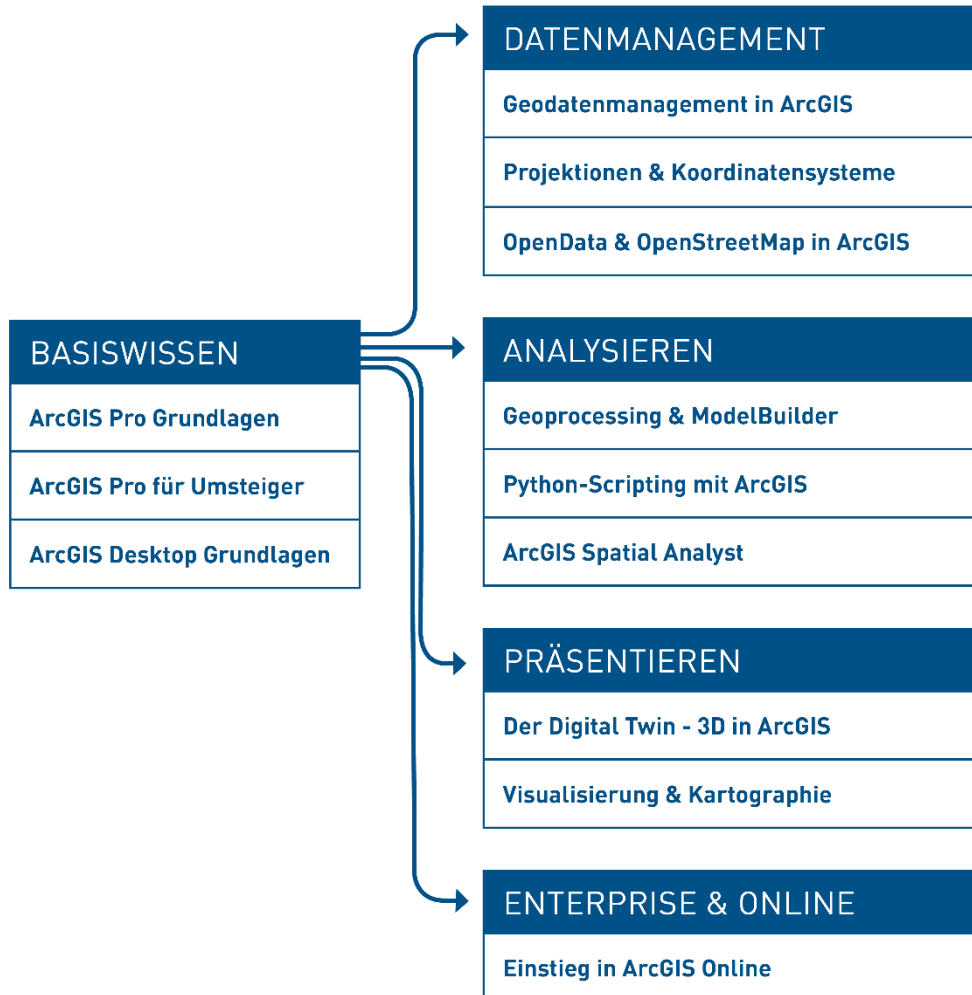 BASISWISSEN
ArcGIS Pro Grundlagen
ArcGIS Pro für Umsteiger
ArcGIS Desktop Grundlagen
DATENMANAGEMENT
Geodatenmanagement in ArcGIS
Projektionen & Koordinatensysteme
OpenData & OpenStreetMap in ArcGIS
ANALYSIEREN
Geoprocessing & ModelBuilder
Python-Scripting mit ArcGIS
ArcGIS Spatial Analyst
PRÄSENTIEREN
Der Digital Twin - 3D in ArcGIS
Visualisierung & Kartographie
ENTERPRISE & ONLINE
Einstieg in ArcGIS Online